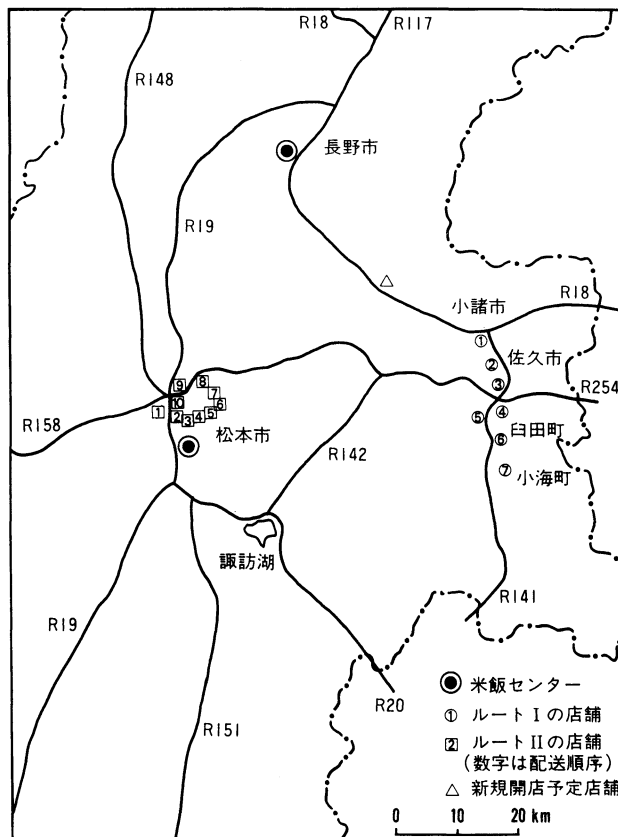 R18
R117
R148
長野市
R19
小諸市
R18
①
②
佐久市
③
R254
⑨
⑧
⑦
⑩
⑥
①
②
③
④
⑤
R158
松本市
④
⑤
臼田町
⑥
R142
⑦
小海町
諏訪湖
R141
R19
R20
R151
米飯センター
① ルートⅠの店舗
② ルートⅡの店舗
(数字は配送順序)
△ 新規開店予定店舗
0 10 20 km